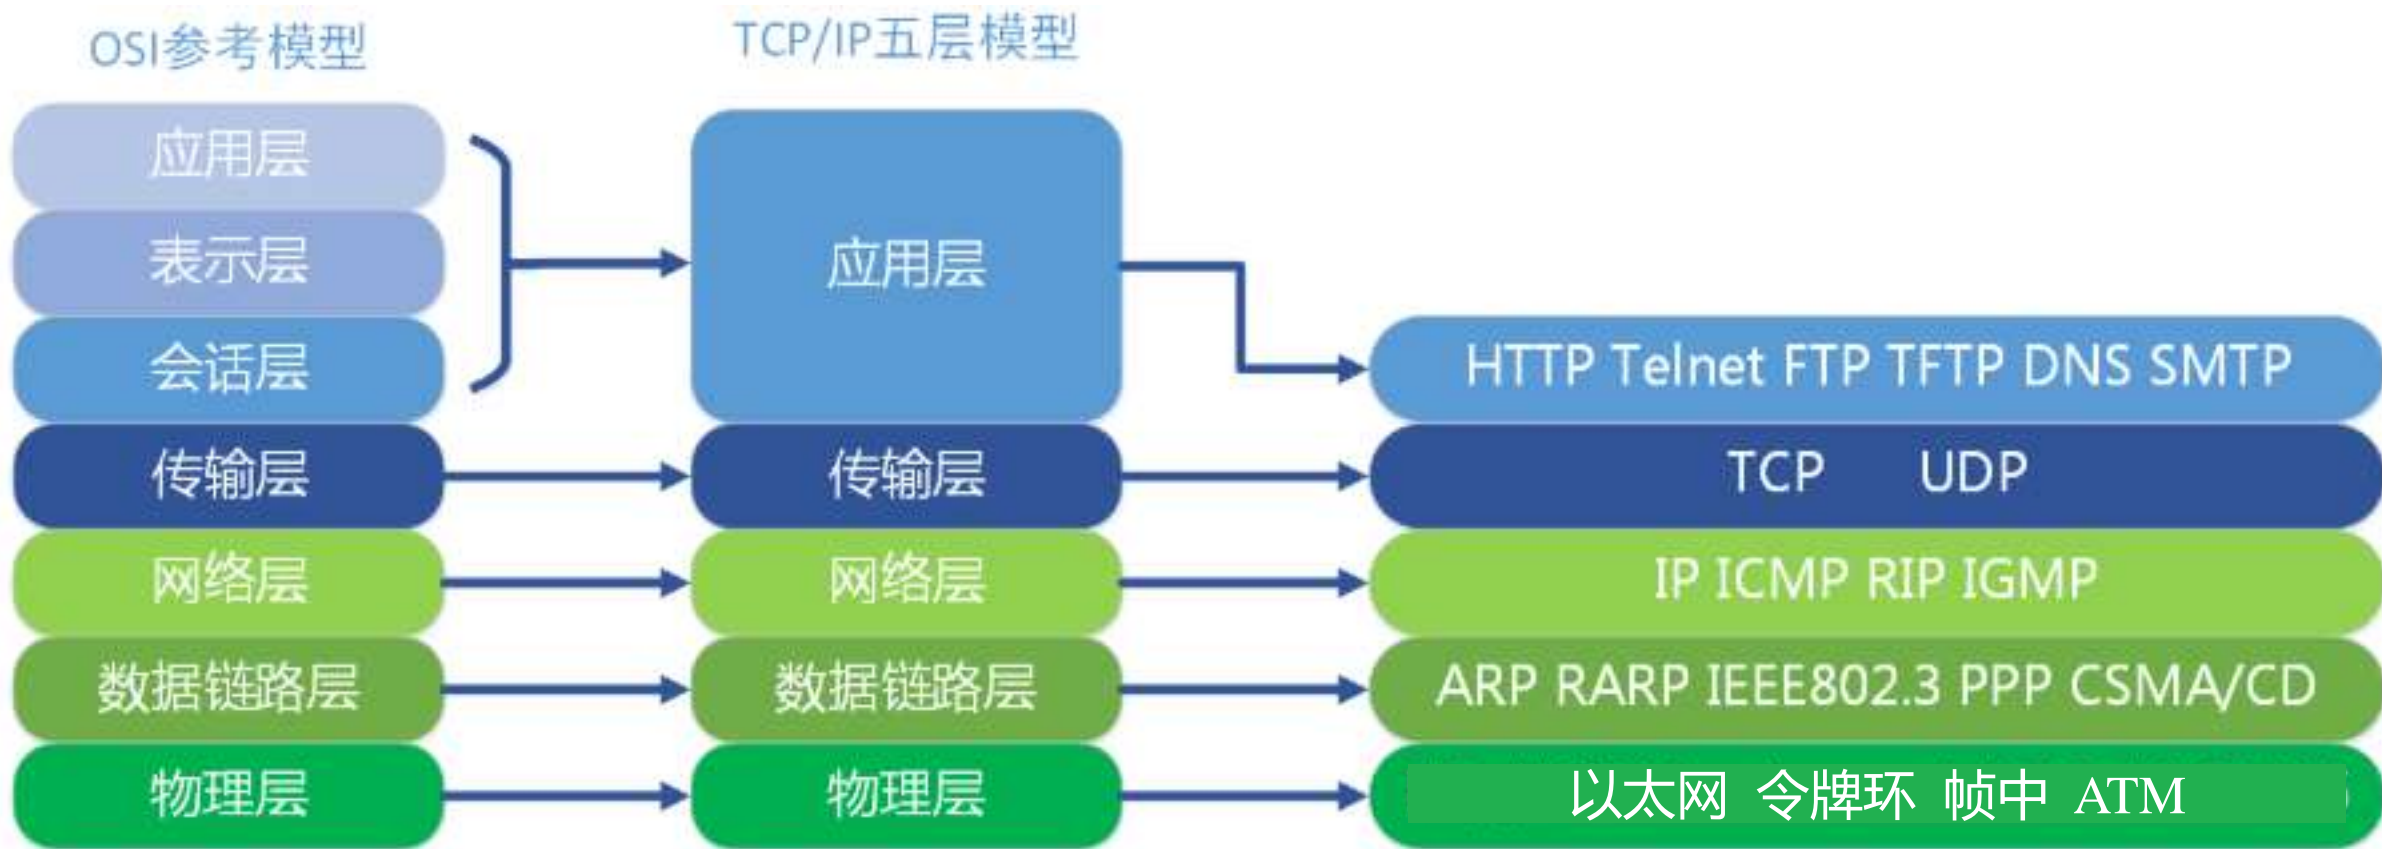 OSI参考模型
应用层
表示层
会话层
传输层
网络层
数据链路层
物理层
TCP/IP五层模型
应用层
传输层
网络层
数据链路层
物理层
HTTP Telnet FTP TFTP DNS SMTP
TCP UDP
IP ICMP RIP IGMP
ARP RARP IEEE802.3 PPP CSMA/CD
以太网 令牌环 帧中 ATM